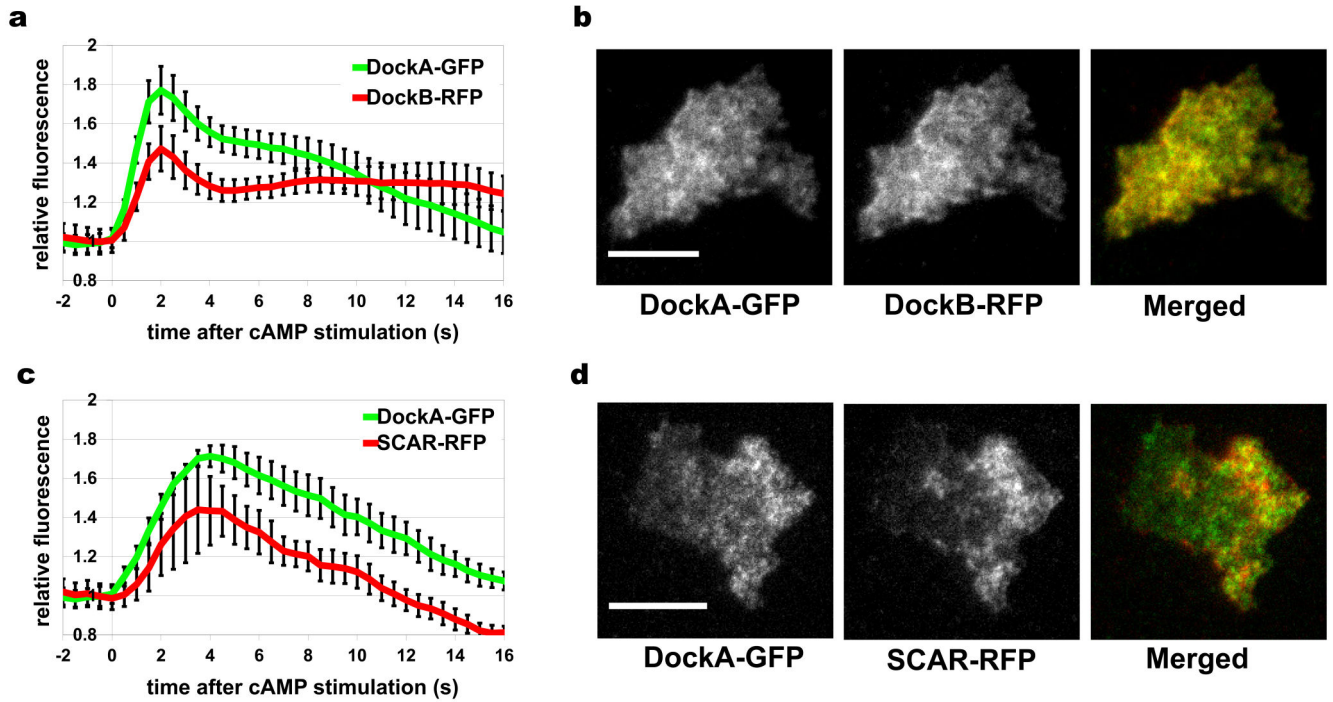 a
relative fluorescence
2
1.8
1.6
1.4
1.2
1
0.8
-2 0 2 4 6 8 10 12 14 16
time after cAMP stimulation (s)
DockA-GFP
DockB-RFP
b
DockA-GFP DockB-RFP Merged
c
relative fluorescence
2
1.8
1.6
1.4
1.2
1
0.8
-2 0 2 4 6 8 10 12 14 16
time after cAMP stimulation (s)
DockA-GFP
SCAR-RFP
d
DockA-GFP SCAR-RFP Merged